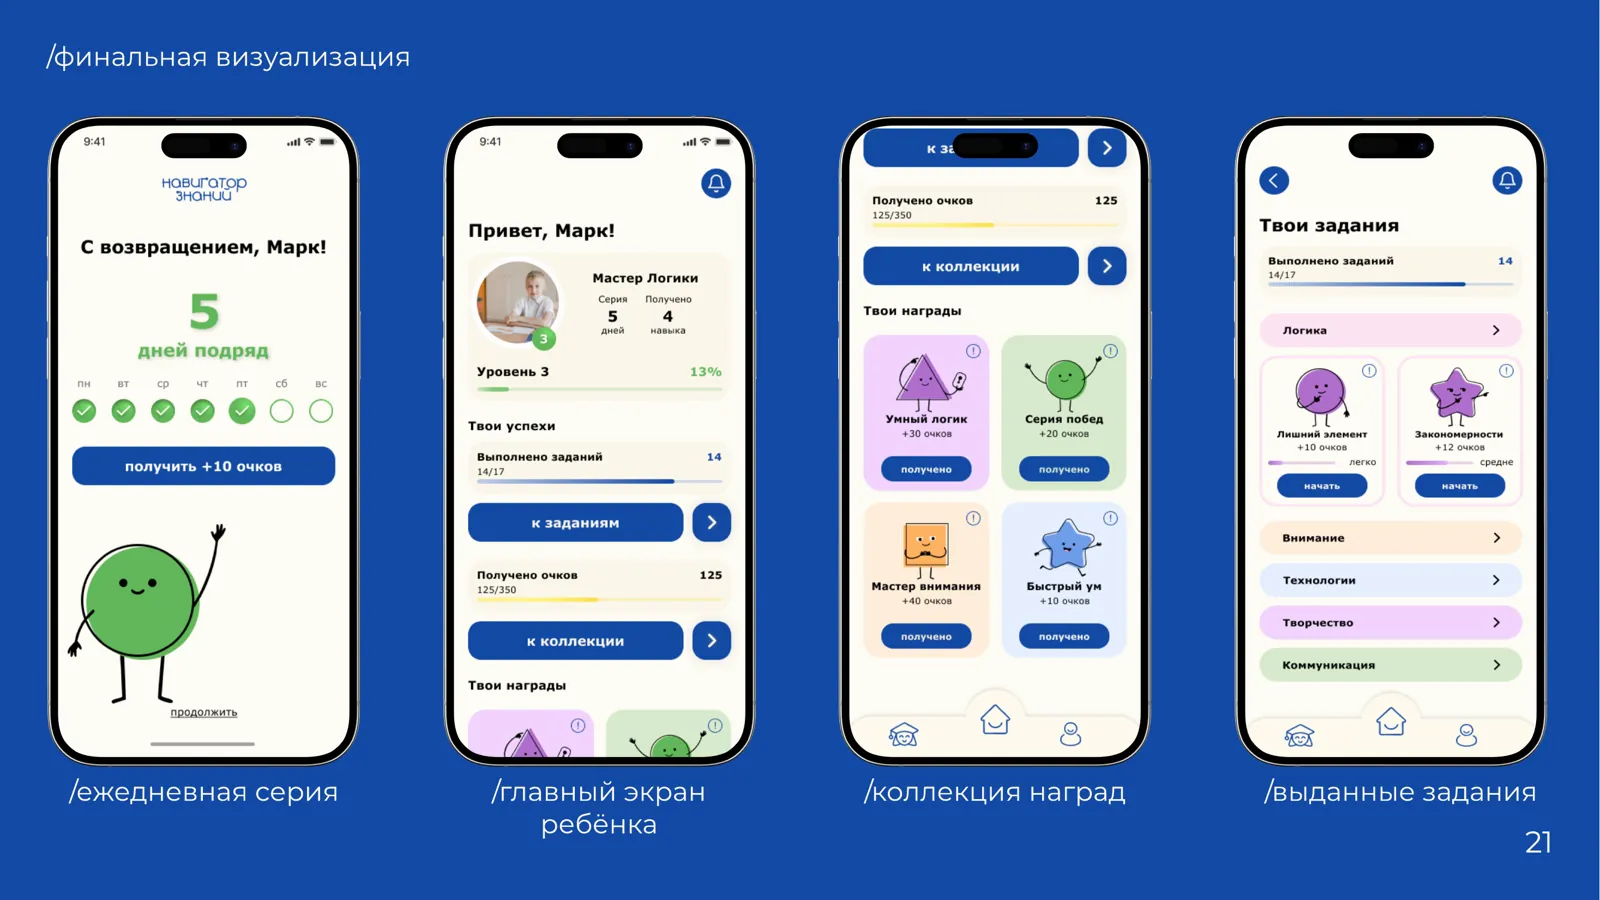 /финальная визуализация
9:41
навигатор
знаний
С возвращением, Марк!
5
дней подряд
пн вт ср чт пт сб вс
получить +10 очков
продолжить
/ежедневная серия
9:41
Привет, Марк!
Мастер Логики
Серия Получено
5 4
дней навыка
3
Уровень 3 13%
Твои успехи
Выполнено заданий 14
14/17
к заданиям
Получено очков 125
125/350
к коллекции
Твои награды
/главный экран
ребёнка
к за
Получено очков 125
125/350
к коллекции
Твои награды
Умный логик Серия побед
+30 очков +20 очков
получено получено
Мастер внимания Быстрый ум
+40 очков +10 очков
получено получено
/коллекция наград
Твои задания
Выполнено заданий 14
14/17
Логика
Лишний элемент Закономерности
+10 очков +12 очков
легко средне
начать начать
Внимание
Технологии
Творчество
Коммуникация
/выданные задания
21